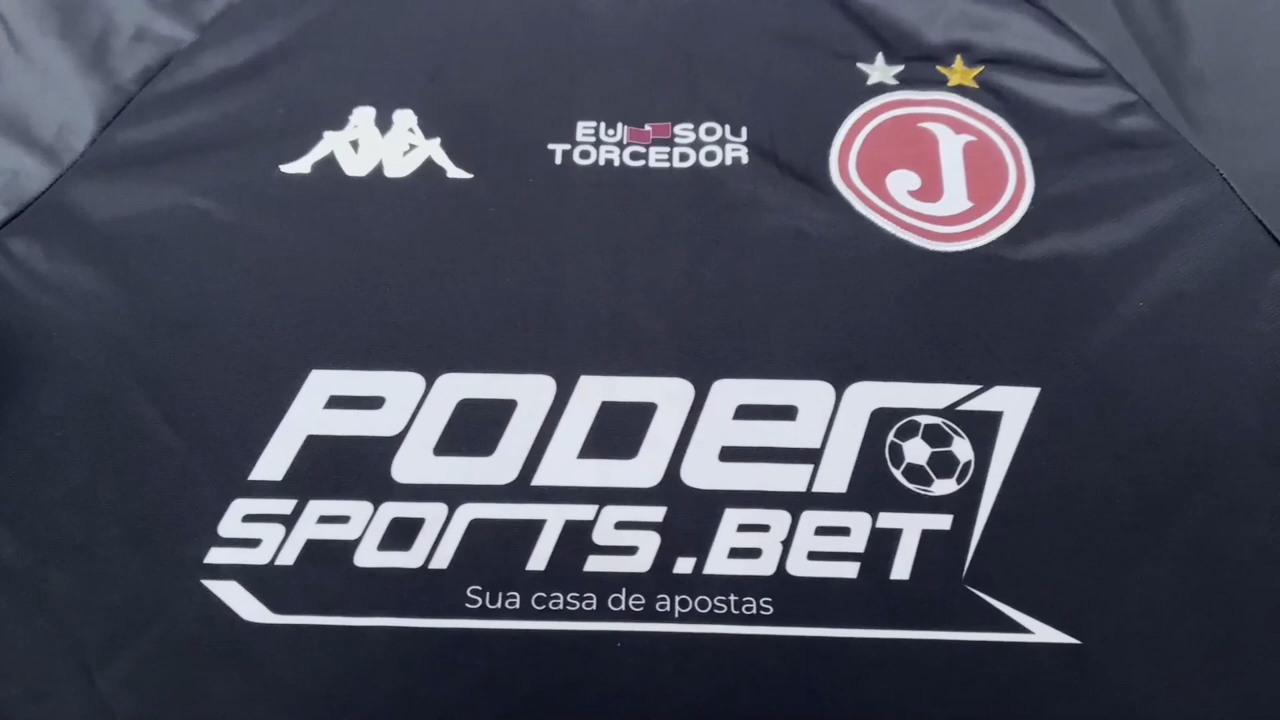 EU SOU
TORCEDOR
J
PODER
SPORTS.BET
Sua casa de apostas